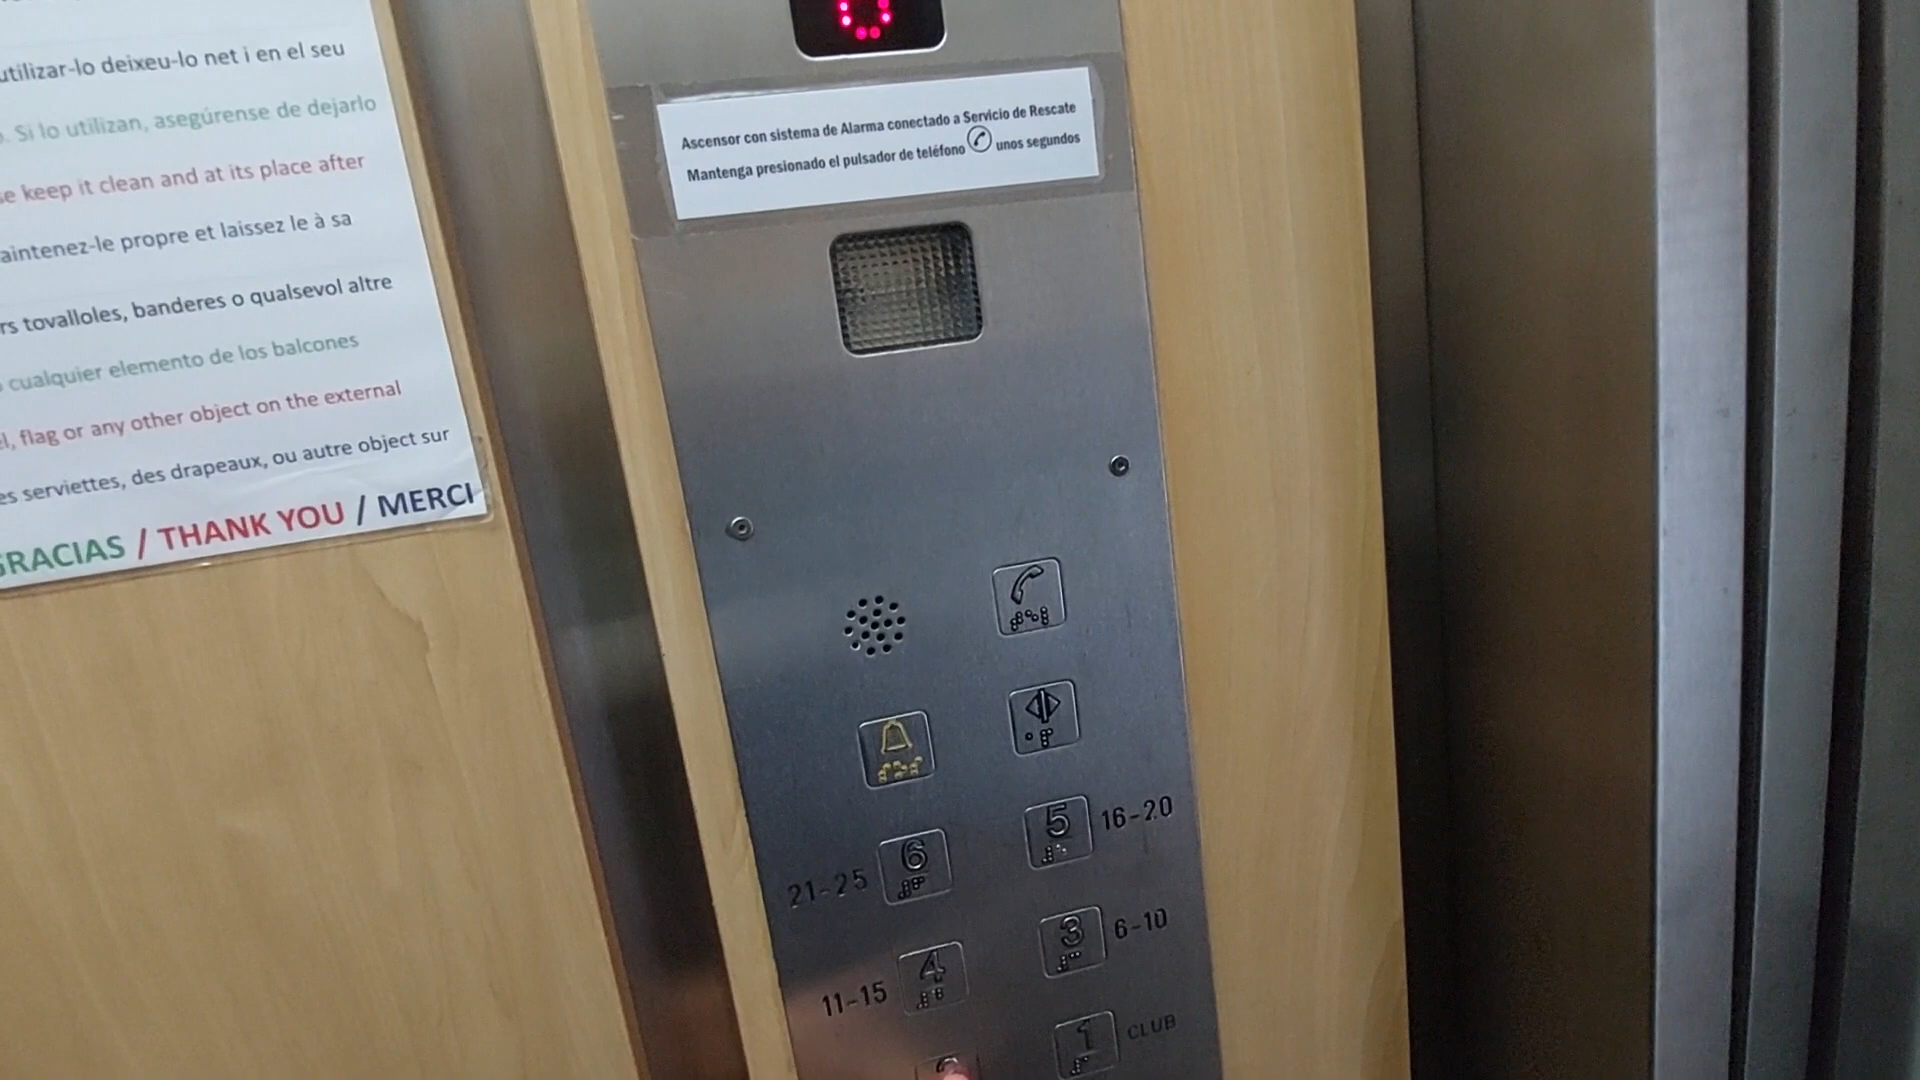 utilizar-lo deixeu-lo net i en el seu
. Si lo utilizan, asegúrense de dejarlo
se keep it clean and at its place after
aintenez-le propre et laissez le à sa
rs tovalloles, banderes o qualsevol altre
o cualquier elemento de los balcones
el, flag or any other object on the external
es serviettes, des drapeaux, ou autre object sur
GRACIAS / THANK YOU / MERCI
Ascensor con sistema de Alarma conectado a Servicio de Rescate
Mantenga presionado el pulsador de teléfono unos segundos
5 16-20
21-25 6
3 6-10
11-15 4
1 CLUB